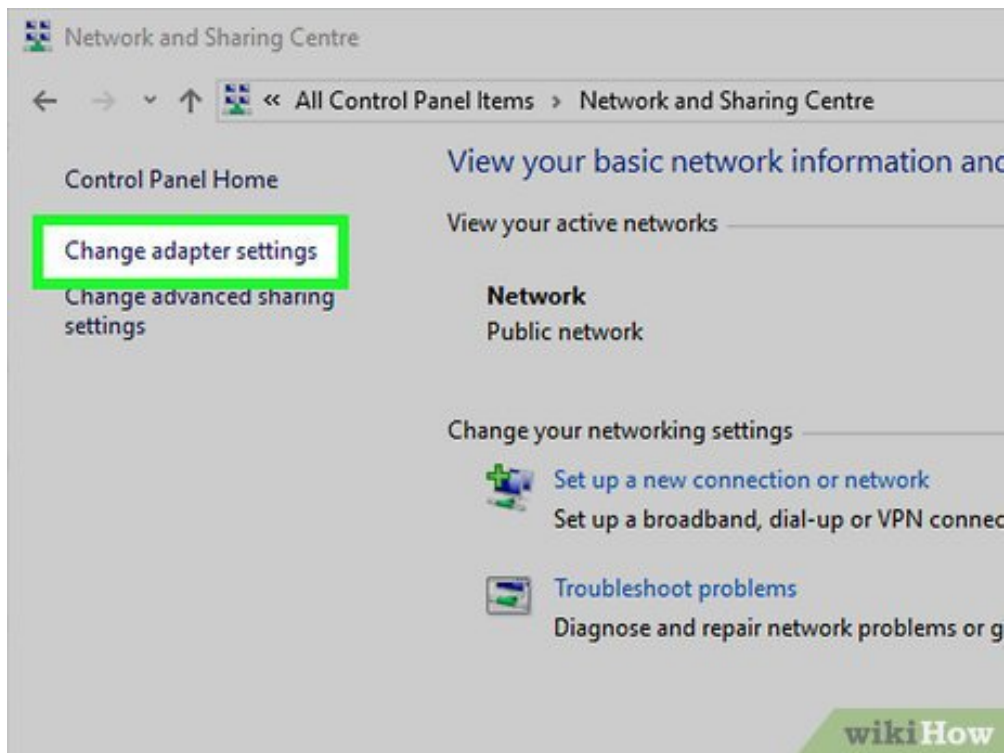 Network and Sharing Centre
« All Control Panel Items > Network and Sharing Centre
Control Panel Home
Change adapter settings
Change advanced sharing
settings
View your basic network information and
View your active networks
Network
Public network
Change your networking settings
Set up a new connection or network
Set up a broadband, dial-up or VPN connec
Troubleshoot problems
Diagnose and repair network problems or g
wikiHow